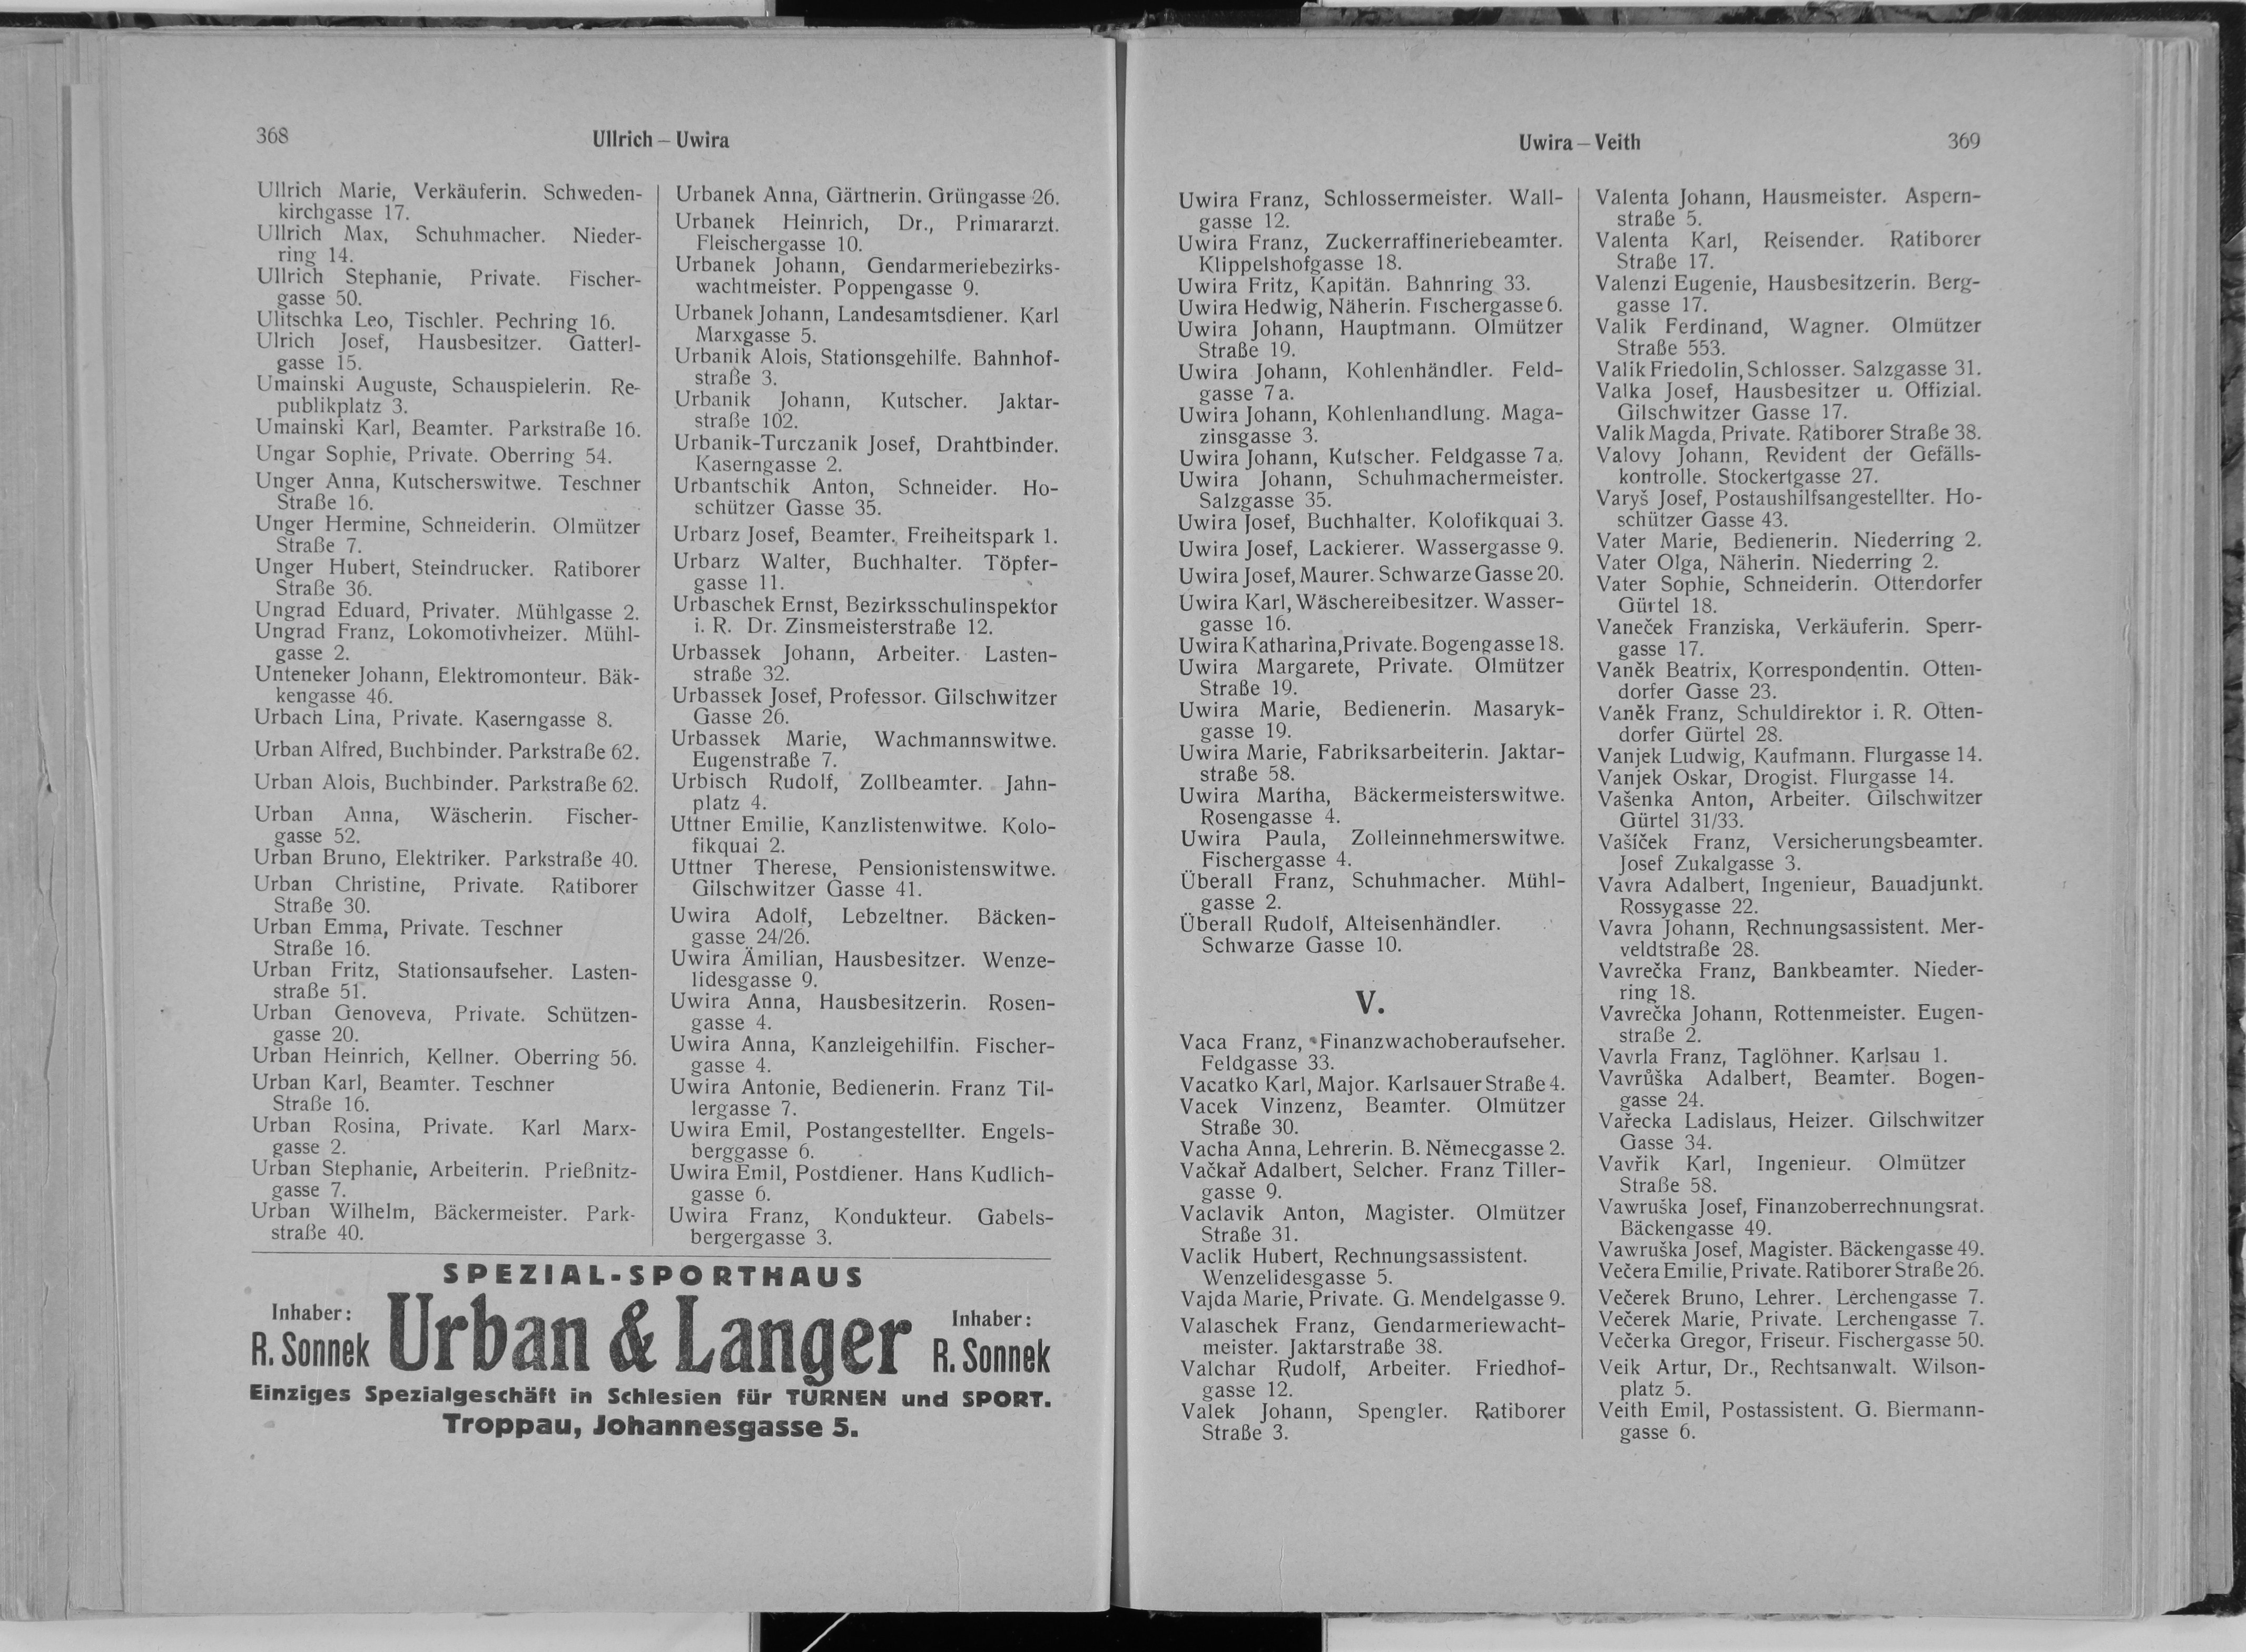 368
Ullrich – Uwira
Ullrich Marie, Verkäuferin. Schweden-
kirchgasse 17.
Ullrich Max, Schuhmacher. Nieder-
ring 14.
Ullrich Stephanie, Private. Fischer-
gasse 50.
Ulitschka Leo, Tischler. Pechring 16.
Ulrich Josef, Hausbesitzer. Gatterl-
gasse 15.
Umainski Auguste, Schauspielerin. Re-
publikplatz 3.
Umainski Karl, Beamter. Parkstraße 16.
Ungar Sophie, Private. Oberring 54.
Unger Anna, Kutscherswitwe. Teschner
Straße 16.
Unger Hermine, Schneiderin. Olmützer
Straße 7.
Unger Hubert, Steindrucker. Ratiborer
Straße 36.
Ungrad Eduard, Privater. Mühlgasse 2.
Ungrad Franz, Lokomotivheizer. Mühl-
gasse 2.
Unteneker Johann, Elektromonteur. Bäk-
kengasse 46.
Urbach Lina, Private. Kaserngasse 8.
Urban Alfred, Buchbinder. Parkstraße 62.
Urban Alois, Buchbinder. Parkstraße 62.
Urban Anna, Wäscherin. Fischer-
gasse 52.
Urban Bruno, Elektriker. Parkstraße 40.
Urban Christine, Private. Ratiborer
Straße 30.
Urban Emma, Private. Teschner
Straße 16.
Urban Fritz, Stationsaufseher. Lasten-
straße 51.
Urban Genoveva, Private. Schützen-
gasse 20.
Urban Heinrich, Kellner. Oberring 56.
Urban Karl, Beamter. Teschner
Straße 16.
Urban Rosina, Private. Karl Marx-
gasse 2.
Urban Stephanie, Arbeiterin. Prießnitz-
gasse 7.
Urban Wilhelm, Bäckermeister. Park-
straße 40.
Urbanek Anna, Gärtnerin. Grüngasse 26.
Urbanek Heinrich, Dr., Primararzt.
Fleischergasse 10.
Urbanek Johann, Gendarmeriebezirks-
wachtmeister. Poppengasse 9.
Urbanek Johann, Landesamtsdiener. Karl
Marxgasse 5.
Urbanik Alois, Stationsgehilfe. Bahnhof-
straße 3.
Urbanik Johann, Kutscher. Jaktar-
straße 102.
Urbanik-Turczanik Josef, Drahtbinder.
Kaserngasse 2.
Urbantschik Anton, Schneider. Ho-
schützer Gasse 35.
Urbarz Josef, Beamter. Freiheitspark 1.
Urbarz Walter, Buchhalter. Töpfer-
gasse 11.
Urbaschek Ernst, Bezirksschulinspektor
i. R. Dr. Zinsmeisterstraße 12.
Urbassek Johann, Arbeiter. Lasten-
straße 32.
Urbassek Josef, Professor. Gilschwitzer
Gasse 26.
Urbassek Marie, Wachmannswitwe.
Eugenstraße 7.
Urbisch Rudolf, Zollbeamter. Jahn-
platz 4.
Uttner Emilie, Kanzlistenwitwe. Kolo-
fikquai 2.
Uttner Therese, Pensionistenswitwe.
Gilschwitzer Gasse 41.
Uwira Adolf, Lebzeltner. Bäcken-
gasse 24/26.
Uwira Ämilian, Hausbesitzer. Wenze-
lidesgasse 9.
Uwira Anna, Hausbesitzerin. Rosen-
gasse 4.
Uwira Anna, Kanzleigehilfin. Fischer-
gasse 4.
Uwira Antonie, Bedienerin. Franz Til-
lergasse 7.
Uwira Emil, Postangestellter. Engels-
berggasse 6.
Uwira Emil, Postdiener. Hans Kudlich-
gasse 6.
Uwira Franz, Kondukteur. Gabels-
bergergasse 3.
SPEZIAL-SPORTHAUS
Inhaber: R. Sonnek Urban & Langer Inhaber: R. Sonnek
Einziges Spezialgeschäft in Schlesien für TURNEN und SPORT.
Troppau, Johannesgasse 5.
Uwira – Veith
369
Uwira Franz, Schlossermeister. Wall-
gasse 12.
Uwira Franz, Zuckerraffineriebeamter.
Klippelshofgasse 18.
Uwira Fritz, Kapitän. Bahnring 33.
Uwira Hedwig, Näherin. Fischergasse 6.
Uwira Johann, Hauptmann. Olmützer
Straße 19.
Uwira Johann, Kohlenhändler. Feld-
gasse 7 a.
Uwira Johann, Kohlenhandlung. Maga-
zinsgasse 3.
Uwira Johann, Kutscher. Feldgasse 7 a.
Uwira Johann, Schuhmachermeister.
Salzgasse 35.
Uwira Josef, Buchhalter. Kolofikquai 3.
Uwira Josef, Lackierer. Wassergasse 9.
Uwira Josef, Maurer. Schwarze Gasse 20.
Uwira Karl, Wäschereibesitzer. Wasser-
gasse 16.
Uwira Katharina, Private. Bogengasse 18.
Uwira Margarete, Private. Olmützer
Straße 19.
Uwira Marie, Bedienerin. Masaryk-
gasse 19.
Uwira Marie, Fabriksarbeiterin. Jaktar-
straße 58.
Uwira Martha, Bäckermeisterswitwe.
Rosengasse 4.
Uwira Paula, Zolleinnehmerswitwe.
Fischergasse 4.
Überall Franz, Schuhmacher. Mühl-
gasse 2.
Überall Rudolf, Alteisenhändler.
Schwarze Gasse 10.
V.
Vaca Franz, Finanzwachoberaufseher.
Feldgasse 33.
Vacatko Karl, Major. Karlsauer Straße 4.
Vacek Vinzenz, Beamter. Olmützer
Straße 30.
Vacha Anna, Lehrerin. B. Němecgasse 2.
Vačkař Adalbert, Selcher. Franz Tiller-
gasse 9.
Vaclavik Anton, Magister. Olmützer
Straße 31.
Vaclik Hubert, Rechnungsassistent.
Wenzelidesgasse 5.
Vajda Marie, Private. G. Mendelgasse 9.
Valaschek Franz, Gendarmeriewacht-
meister. Jaktarstraße 38.
Valchar Rudolf, Arbeiter. Friedhof-
gasse 12.
Valek Johann, Spengler. Ratiborer
Straße 3.
Valenta Johann, Hausmeister. Aspern-
straße 5.
Valenta Karl, Reisender. Ratiborer
Straße 17.
Valenzi Eugenie, Hausbesitzerin. Berg-
gasse 17.
Valik Ferdinand, Wagner. Olmützer
Straße 553.
Valik Friedolin, Schlosser. Salzgasse 31.
Valka Josef, Hausbesitzer u. Offizial.
Gilschwitzer Gasse 17.
Valik Magda, Private. Ratiborer Straße 38.
Valovy Johann, Revident der Gefälls-
kontrolle. Stockertgasse 27.
Varyš Josef, Postaushilfsangestellter. Ho-
schützer Gasse 43.
Vater Marie, Bedienerin. Niederring 2.
Vater Olga, Näherin. Niederring 2.
Vater Sophie, Schneiderin. Ottendorfer
Gürtel 18.
Vaneček Franziska, Verkäuferin. Sperr-
gasse 17.
Vaněk Beatrix, Korrespondentin. Otten-
dorfer Gasse 23.
Vaněk Franz, Schuldirektor i. R. Otten-
dorfer Gürtel 28.
Vanjek Ludwig, Kaufmann. Flurgasse 14.
Vanjek Oskar, Drogist. Flurgasse 14.
Vašenka Anton, Arbeiter. Gilschwitzer
Gürtel 31/33.
Vašíček Franz, Versicherungsbeamter.
Josef Zukalgasse 3.
Vavra Adalbert, Ingenieur, Bauadjunkt.
Rossygasse 22.
Vavra Johann, Rechnungsassistent. Mer-
veldtstraße 28.
Vavrečka Franz, Bankbeamter. Nieder-
ring 18.
Vavrečka Johann, Rottenmeister. Eugen-
straße 2.
Vavrla Franz, Taglöhner. Karlsau 1.
Vavrůška Adalbert, Beamter. Bogen-
gasse 24.
Vařecka Ladislaus, Heizer. Gilschwitzer
Gasse 34.
Vavřik Karl, Ingenieur. Olmützer
Straße 58.
Vawruška Josef, Finanzoberrechnungsrat.
Bäckengasse 49.
Vawruška Josef, Magister. Bäckengasse 49.
Večera Emilie, Private. Ratiborer Straße 26.
Večerek Bruno, Lehrer. Lerchengasse 7.
Večerek Marie, Private. Lerchengasse 7.
Večerka Gregor, Friseur. Fischergasse 50.
Veik Artur, Dr., Rechtsanwalt. Wilson-
platz 5.
Veith Emil, Postassistent. G. Biermann-
gasse 6.